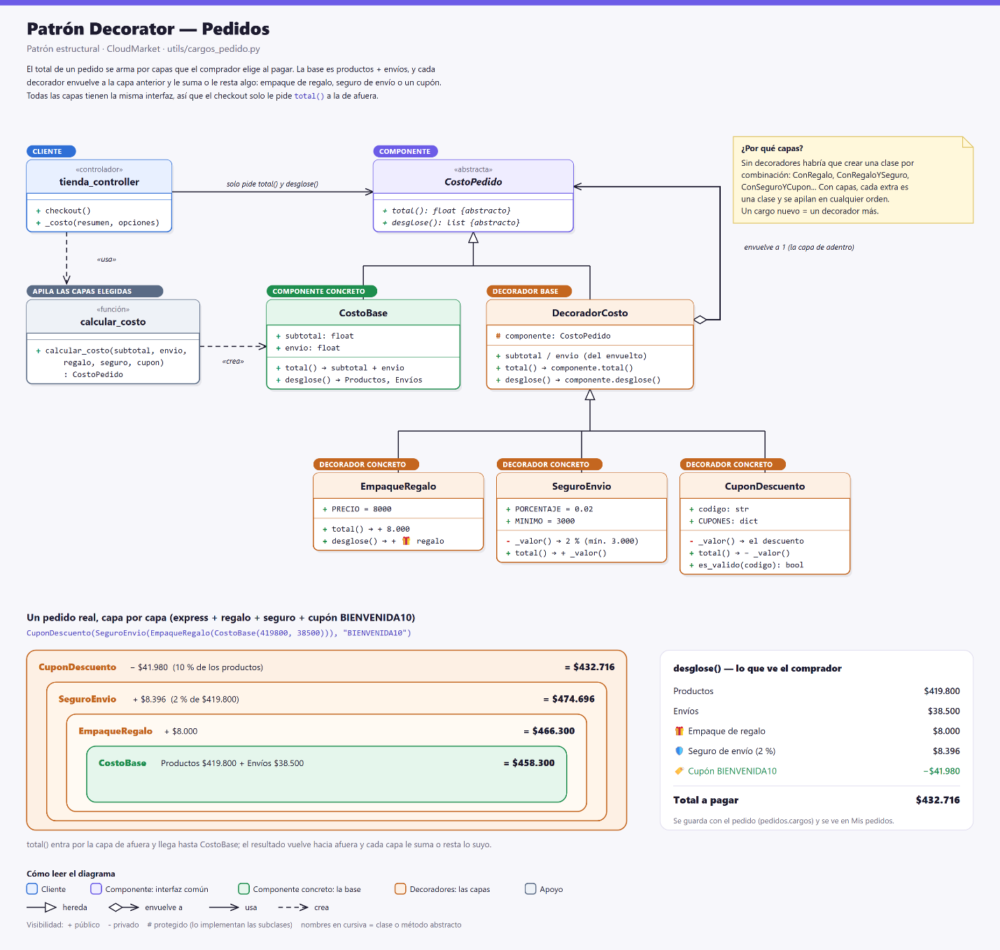 Patrón Decorator — Pedidos
Patrón estructural · CloudMarket · utils/cargos_pedido.py
El total de un pedido se arma por capas que el comprador elige al pagar. La base es productos + envíos, y cada
decorador envuelve a la capa anterior y le suma o le resta algo: empaque de regalo, seguro de envío o un cupón.
Todas las capas tienen la misma interfaz, así que el checkout solo le pide total() a la de afuera.
CLIENTE
«controlador»
tienda_controller
+ checkout()
+ _costo(resumen, opciones)
solo pide total() y desglose()
COMPONENTE
«abstracta»
CostoPedido
+ total(): float {abstracto}
+ desglose(): list {abstracto}
¿Por qué capas?
Sin decoradores habría que crear una clase por
combinación: ConRegalo, ConRegaloYSeguro,
ConSeguroYCupon... Con capas, cada extra es
una clase y se apilan en cualquier orden.
Un cargo nuevo = un decorador más.
envuelve a 1 (la capa de adentro)
«usa»
APILA LAS CAPAS ELEGIDAS
«función»
calcular_costo
+ calcular_costo(subtotal, envio,
regalo, seguro, cupon)
: CostoPedido
«crea»
COMPONENTE CONCRETO
CostoBase
+ subtotal: float
+ envio: float
+ total() → subtotal + envio
+ desglose() → Productos, Envíos
DECORADOR BASE
DecoradorCosto
# componente: CostoPedido
+ subtotal / envio (del envuelto)
+ total() → componente.total()
+ desglose() → componente.desglose()
DECORADOR CONCRETO
EmpaqueRegalo
+ PRECIO = 8000
+ total() → + 8.000
+ desglose() → + 🎁 regalo
DECORADOR CONCRETO
SeguroEnvio
+ PORCENTAJE = 0.02
+ MINIMO = 3000
- _valor() → 2 % (mín. 3.000)
+ total() → + _valor()
DECORADOR CONCRETO
CuponDescuento
+ codigo: str
+ CUPONES: dict
- _valor() → el descuento
+ total() → − _valor()
+ es_valido(codigo): bool
Un pedido real, capa por capa (express + regalo + seguro + cupón BIENVENIDA10)
CuponDescuento(SeguroEnvio(EmpaqueRegalo(CostoBase(419800, 38500))), "BIENVENIDA10")
CuponDescuento − $41.980 (10 % de los productos) = $432.716
SeguroEnvio + $8.396 (2 % de $419.800) = $474.696
EmpaqueRegalo + $8.000 = $466.300
CostoBase Productos $419.800 + Envíos $38.500 = $458.300
desglose() — lo que ve el comprador
Productos $419.800
Envíos $38.500
🎁 Empaque de regalo $8.000
🛡️ Seguro de envío (2 %) $8.396
🏷️ Cupón BIENVENIDA10 −$41.980
Total a pagar $432.716
Se guarda con el pedido (pedidos.cargos) y se ve en Mis pedidos.
total() entra por la capa de afuera y llega hasta CostoBase; el resultado vuelve hacia afuera y cada capa le suma o resta lo suyo.
Cómo leer el diagrama
Cliente Componente: interfaz común Componente concreto: la base Decoradores: las capas Apoyo
hereda envuelve a usa crea
Visibilidad: + público - privado # protegido (lo implementan las subclases) nombres en cursiva = clase o método abstracto